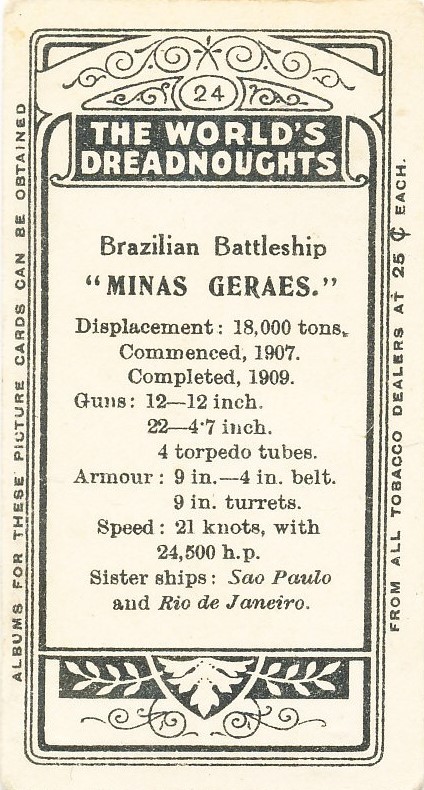 24
THE WORLD'S
DREADNOUGHTS
Brazilian Battleship
"MINAS GERAES."
Displacement: 18,000 tons.
Commenced, 1907.
Completed, 1909.
Guns: 12—12 inch.
22—4·7 inch.
4 torpedo tubes.
Armour: 9 in.—4 in. belt.
9 in. turrets.
Speed: 21 knots, with
24,500 h.p.
Sister ships: Sao Paulo
and Rio de Janeiro.
ALBUMS FOR THESE PICTURE CARDS CAN BE OBTAINED
FROM ALL TOBACCO DEALERS AT 25 ¢ EACH.